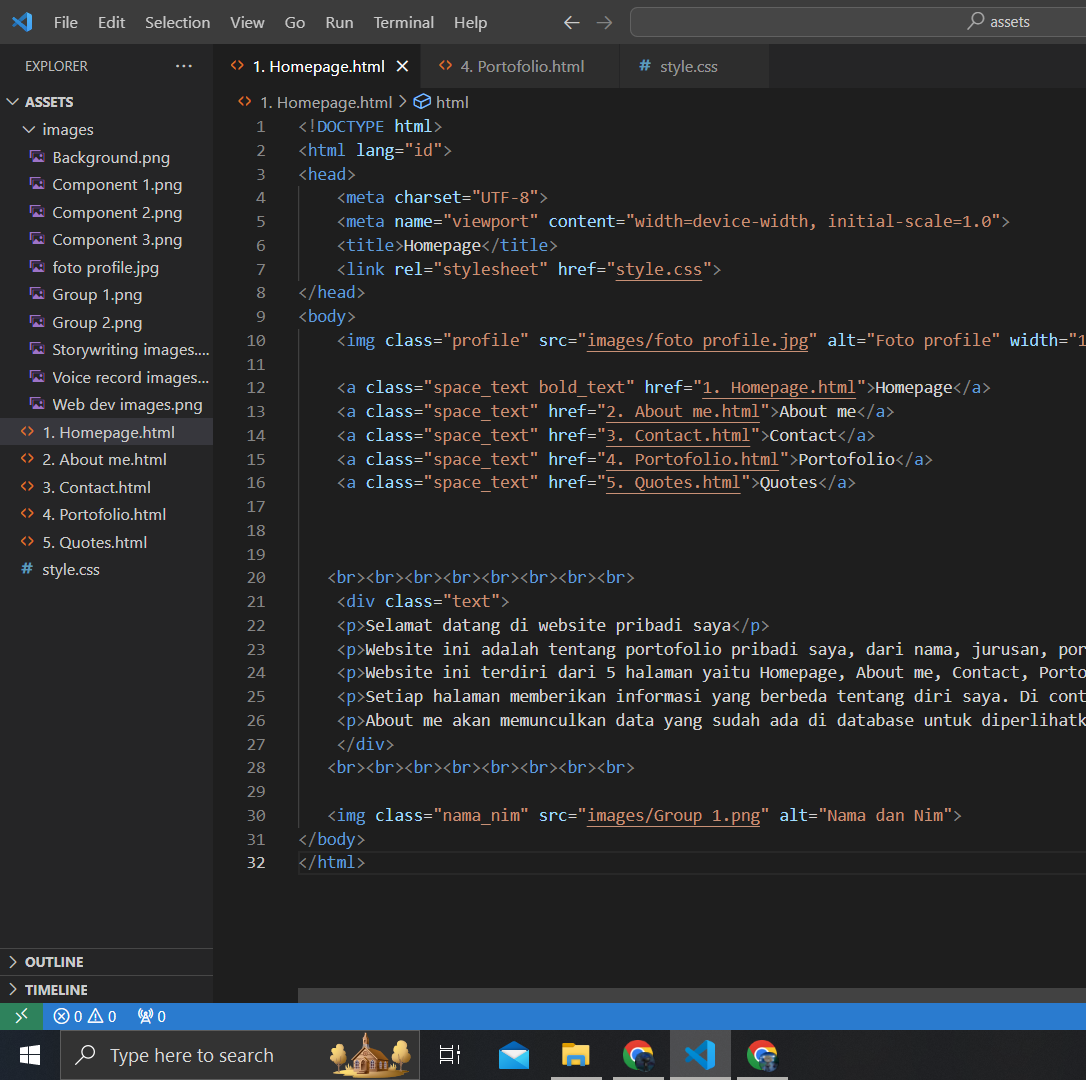 File Edit Selection View Go Run Terminal Help
assets
EXPLORER
1. Homepage.html
4. Portofolio.html
# style.css
ASSETS
images
Background.png
Component 1.png
Component 2.png
Component 3.png
foto profile.jpg
Group 1.png
Group 2.png
Storywriting images....
Voice record images...
Web dev images.png
1. Homepage.html
2. About me.html
3. Contact.html
4. Portofolio.html
5. Quotes.html
# style.css
OUTLINE
TIMELINE
1. Homepage.html > html
1 <!DOCTYPE html>
2 <html lang="id">
3 <head>
4 <meta charset="UTF-8">
5 <meta name="viewport" content="width=device-width, initial-scale=1.0">
6 <title>Homepage</title>
7 <link rel="stylesheet" href="style.css">
8 </head>
9 <body>
10 <img class="profile" src="images/foto profile.jpg" alt="Foto profile" width="1
11
12 <a class="space_text bold_text" href="1. Homepage.html">Homepage</a>
13 <a class="space_text" href="2. About me.html">About me</a>
14 <a class="space_text" href="3. Contact.html">Contact</a>
15 <a class="space_text" href="4. Portofolio.html">Portofolio</a>
16 <a class="space_text" href="5. Quotes.html">Quotes</a>
17
18
19
20 <br><br><br><br><br><br><br><br>
21 <div class="text">
22 <p>Selamat datang di website pribadi saya</p>
23 <p>Website ini adalah tentang portofolio pribadi saya, dari nama, jurusan, por
24 <p>Website ini terdiri dari 5 halaman yaitu Homepage, About me, Contact, Porto
25 <p>Setiap halaman memberikan informasi yang berbeda tentang diri saya. Di cont
26 <p>About me akan memunculkan data yang sudah ada di database untuk diperlihatk
27 </div>
28 <br><br><br><br><br><br><br><br>
29
30 <img class="nama_nim" src="images/Group 1.png" alt="Nama dan Nim">
31 </body>
32 </html>
0 0 0
Type here to search